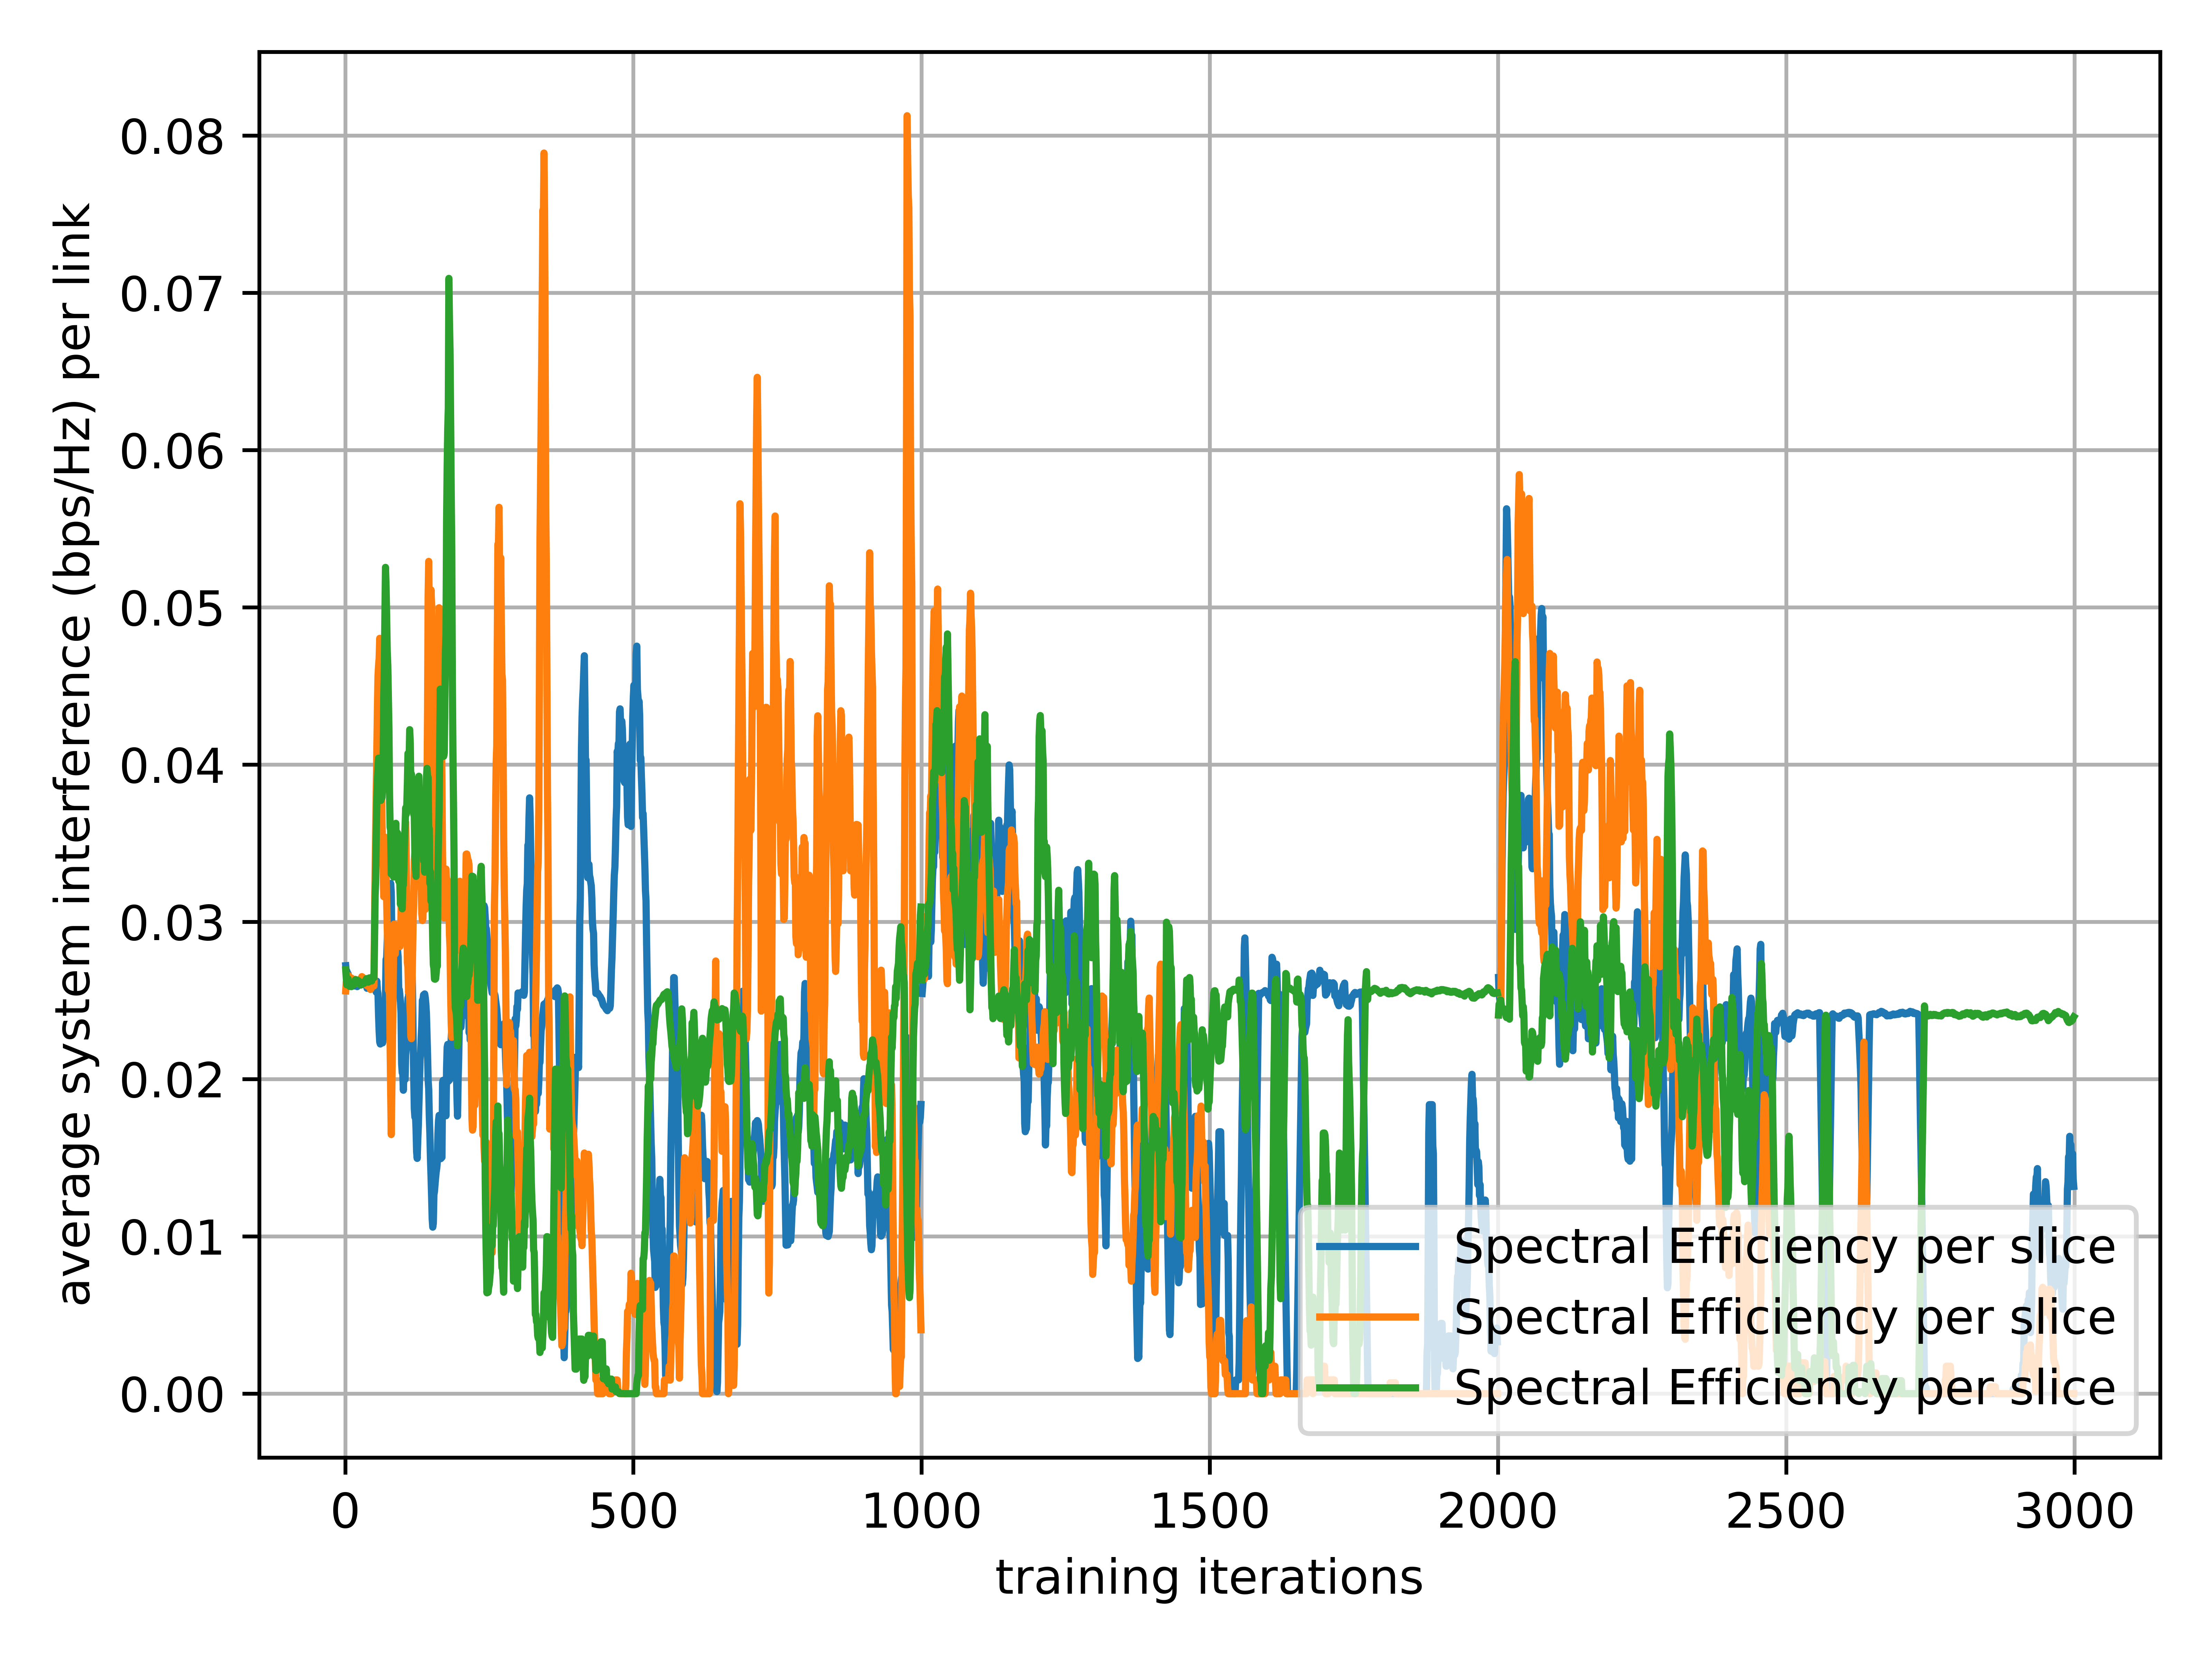 average system interference (bps/Hz) per link
0.08
0.07
0.06
0.05
0.04
0.03
0.02
0.01
0.00
Spectral Efficiency per slice
Spectral Efficiency per slice
Spectral Efficiency per slice
0 500 1000 1500 2000 2500 3000
training iterations